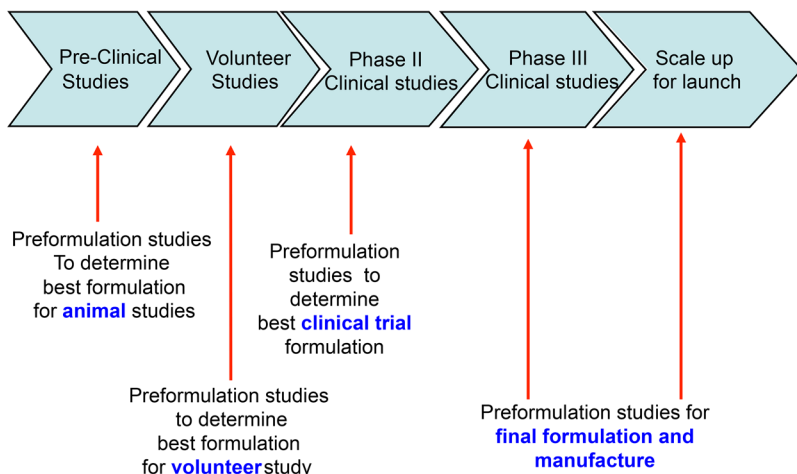 Pre-Clinical
Studies
Volunteer
Studies
Phase II
Clinical studies
Phase III
Clinical studies
Scale up
for launch
Preformulation studies
To determine
best formulation
for animal studies
Preformulation studies
to determine
best formulation
for volunteer study
Preformulation
studies to
determine
best clinical trial
formulation
Preformulation studies for
final formulation and
manufacture